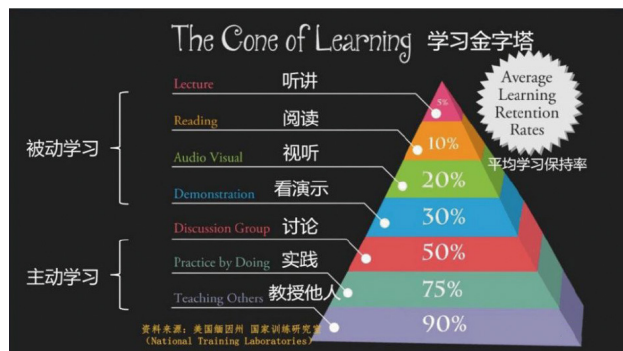 The Cone of Learning 学习金字塔
Lecture 听讲
Reading 阅读
Audio Visual 视听
Demonstration 看演示
Discussion Group 讨论
Practice by Doing 实践
Teaching Others 教授他人
被动学习
主动学习
5%
10%
20%
30%
50%
75%
90%
Average
Learning
Retention
Rates
平均学习保持率
资料来源：美国缅因州 国家训练研究室
（National Training Laboratories）